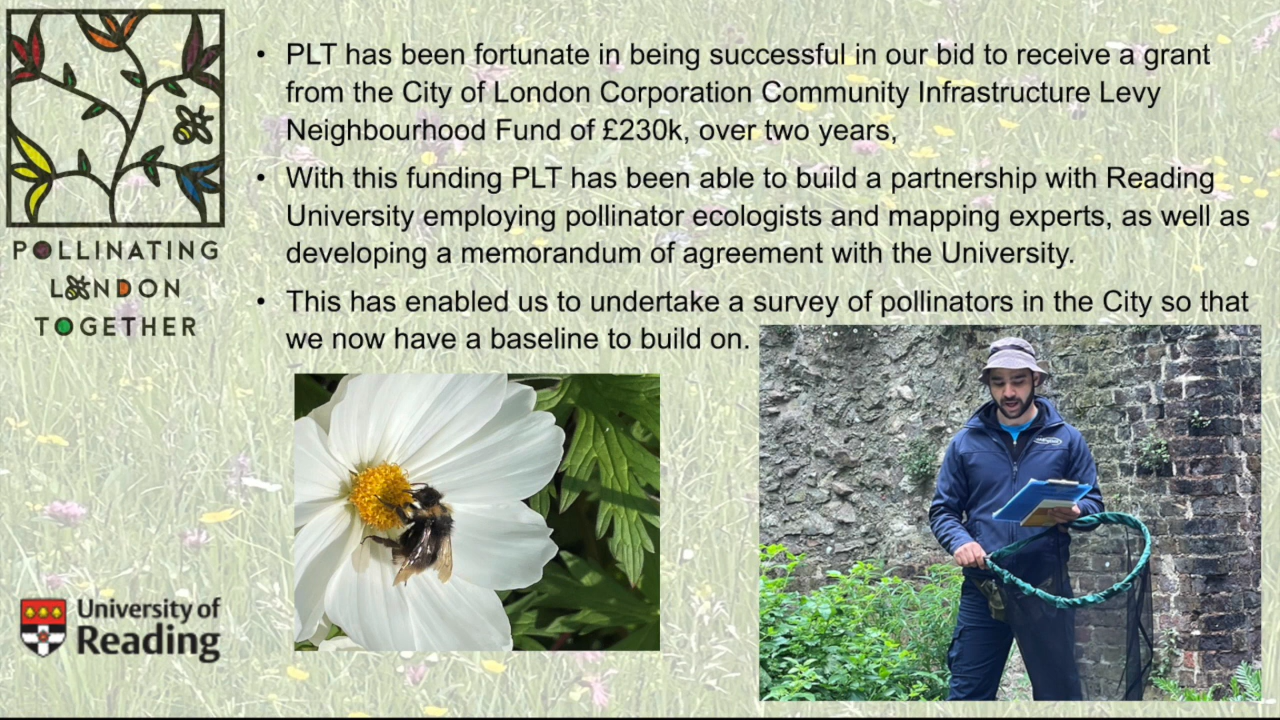 • PLT has been fortunate in being successful in our bid to receive a grant
from the City of London Corporation Community Infrastructure Levy
Neighbourhood Fund of £230k, over two years,
• With this funding PLT has been able to build a partnership with Reading
University employing pollinator ecologists and mapping experts, as well as
developing a memorandum of agreement with the University.
• This has enabled us to undertake a survey of pollinators in the City so that
we now have a baseline to build on.
POLLINATING
LONDON
TOGETHER
University of
Reading